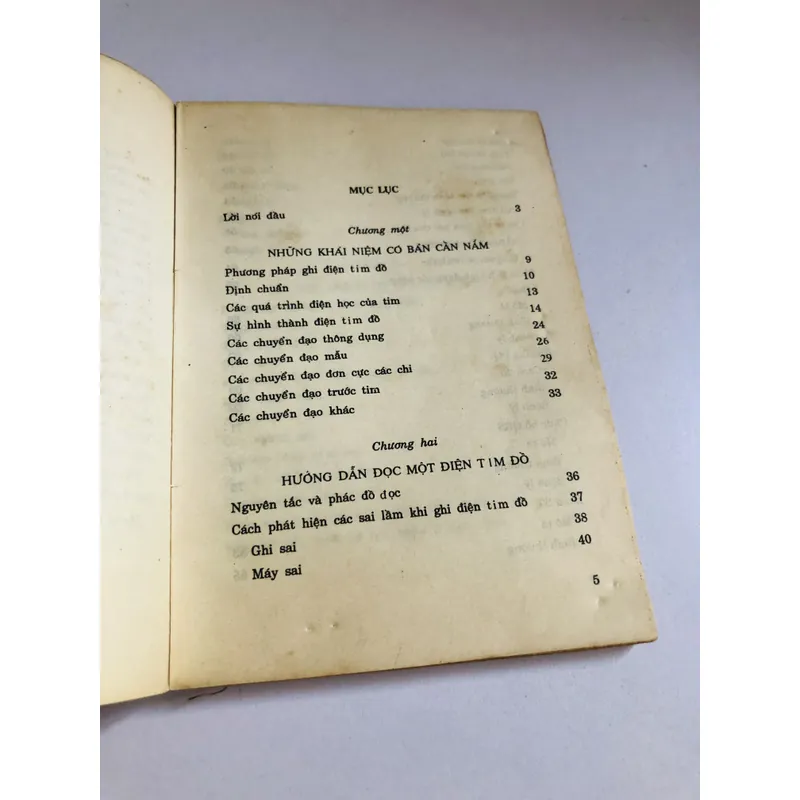 MỤC LỤC
Lời nói đầu 3
Chương một
NHỮNG KHÁI NIỆM CƠ BẢN CẦN NẮM
Phương pháp ghi điện tim đồ 9
Định chuẩn 10
Các quá trình điện học của tim 13
Sự hình thành điện tim đồ 14
Các chuyển đạo thông dụng 24
Các chuyển đạo mẫu 26
Các chuyển đạo đơn cực các chi 29
Các chuyển đạo trước tim 32
Các chuyển đạo khác 33
Chương hai
HƯỚNG DẪN ĐỌC MỘT ĐIỆN TIM ĐỒ
Nguyên tắc và phác đồ đọc 36
Cách phát hiện các sai lầm khi ghi điện tim đồ 37
Ghi sai 38
Máy sai 40
5